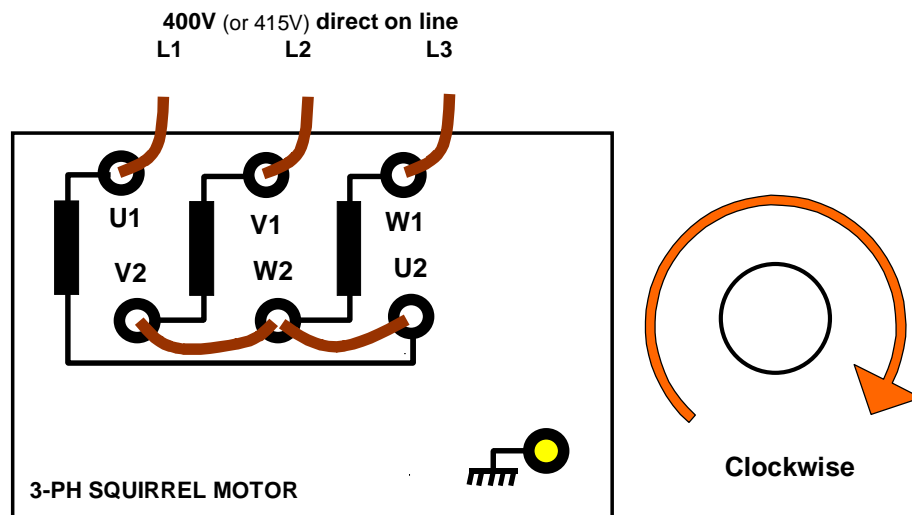 400V (or 415V) direct on line
L1 L2 L3
U1 V1 W1
V2 W2 U2
3-PH SQUIRREL MOTOR
Clockwise